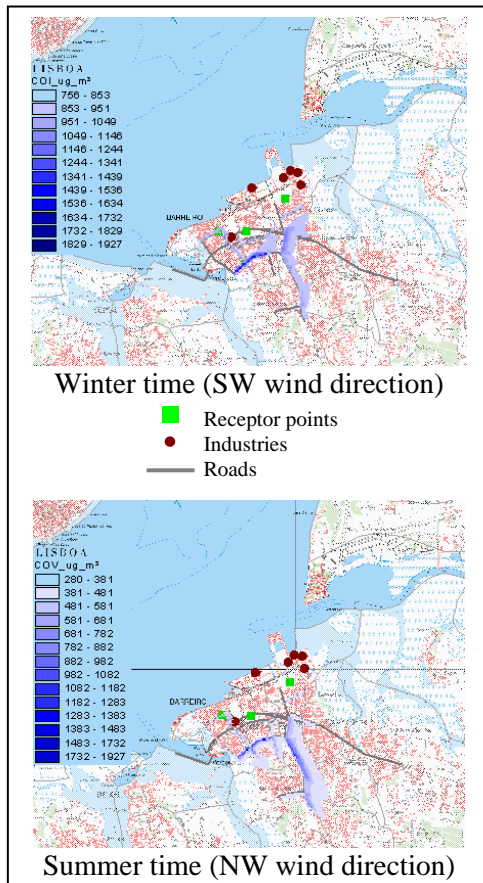 LISBOA
COI_ug_m³
756 - 853
853 - 951
951 - 1049
1049 - 1146
1146 - 1244
1244 - 1341
1341 - 1439
1439 - 1536
1536 - 1634
1634 - 1732
1732 - 1829
1829 - 1927
BARREIRO
Winter time (SW wind direction)
Receptor points
Industries
Roads
LISBOA
COV_ug_m³
280 - 381
381 - 481
481 - 581
581 - 681
681 - 782
782 - 882
882 - 982
982 - 1082
1082 - 1182
1182 - 1283
1283 - 1383
1383 - 1483
1483 - 1732
1732 - 1927
BARREIRO
Summer time (NW wind direction)